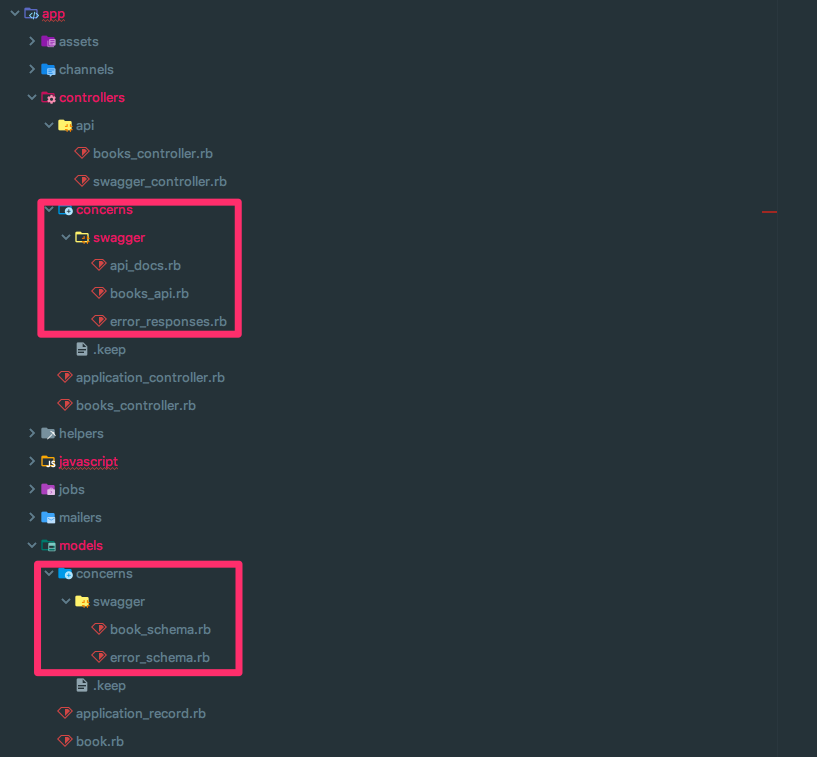 app
assets
channels
controllers
api
books_controller.rb
swagger_controller.rb
concerns
swagger
api_docs.rb
books_api.rb
error_responses.rb
.keep
application_controller.rb
books_controller.rb
helpers
javascript
jobs
mailers
models
concerns
swagger
book_schema.rb
error_schema.rb
.keep
application_record.rb
book.rb